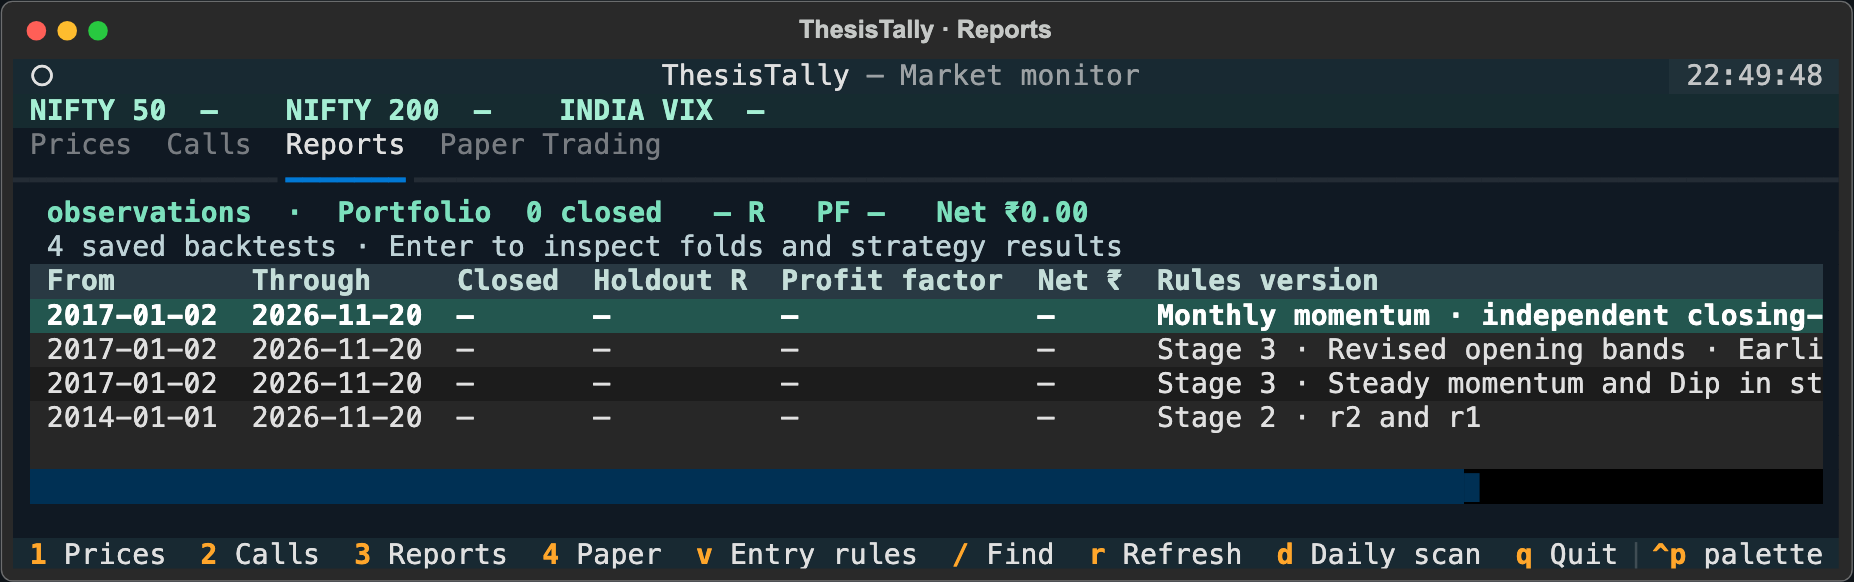 ThesisTally · Reports
ThesisTally — Market monitor 22:49:48
NIFTY 50 — NIFTY 200 — INDIA VIX —
Prices Calls Reports Paper Trading
observations · Portfolio 0 closed — R PF — Net ₹0.00
4 saved backtests · Enter to inspect folds and strategy results
From Through Closed Holdout R Profit factor Net ₹ Rules version
2017-01-02 2026-11-20 — — — — Monthly momentum · independent closing-
2017-01-02 2026-11-20 — — — — Stage 3 · Revised opening bands · Earli
2017-01-02 2026-11-20 — — — — Stage 3 · Steady momentum and Dip in st
2014-01-01 2026-11-20 — — — — Stage 2 · r2 and r1
1 Prices 2 Calls 3 Reports 4 Paper v Entry rules / Find r Refresh d Daily scan q Quit ^p palette